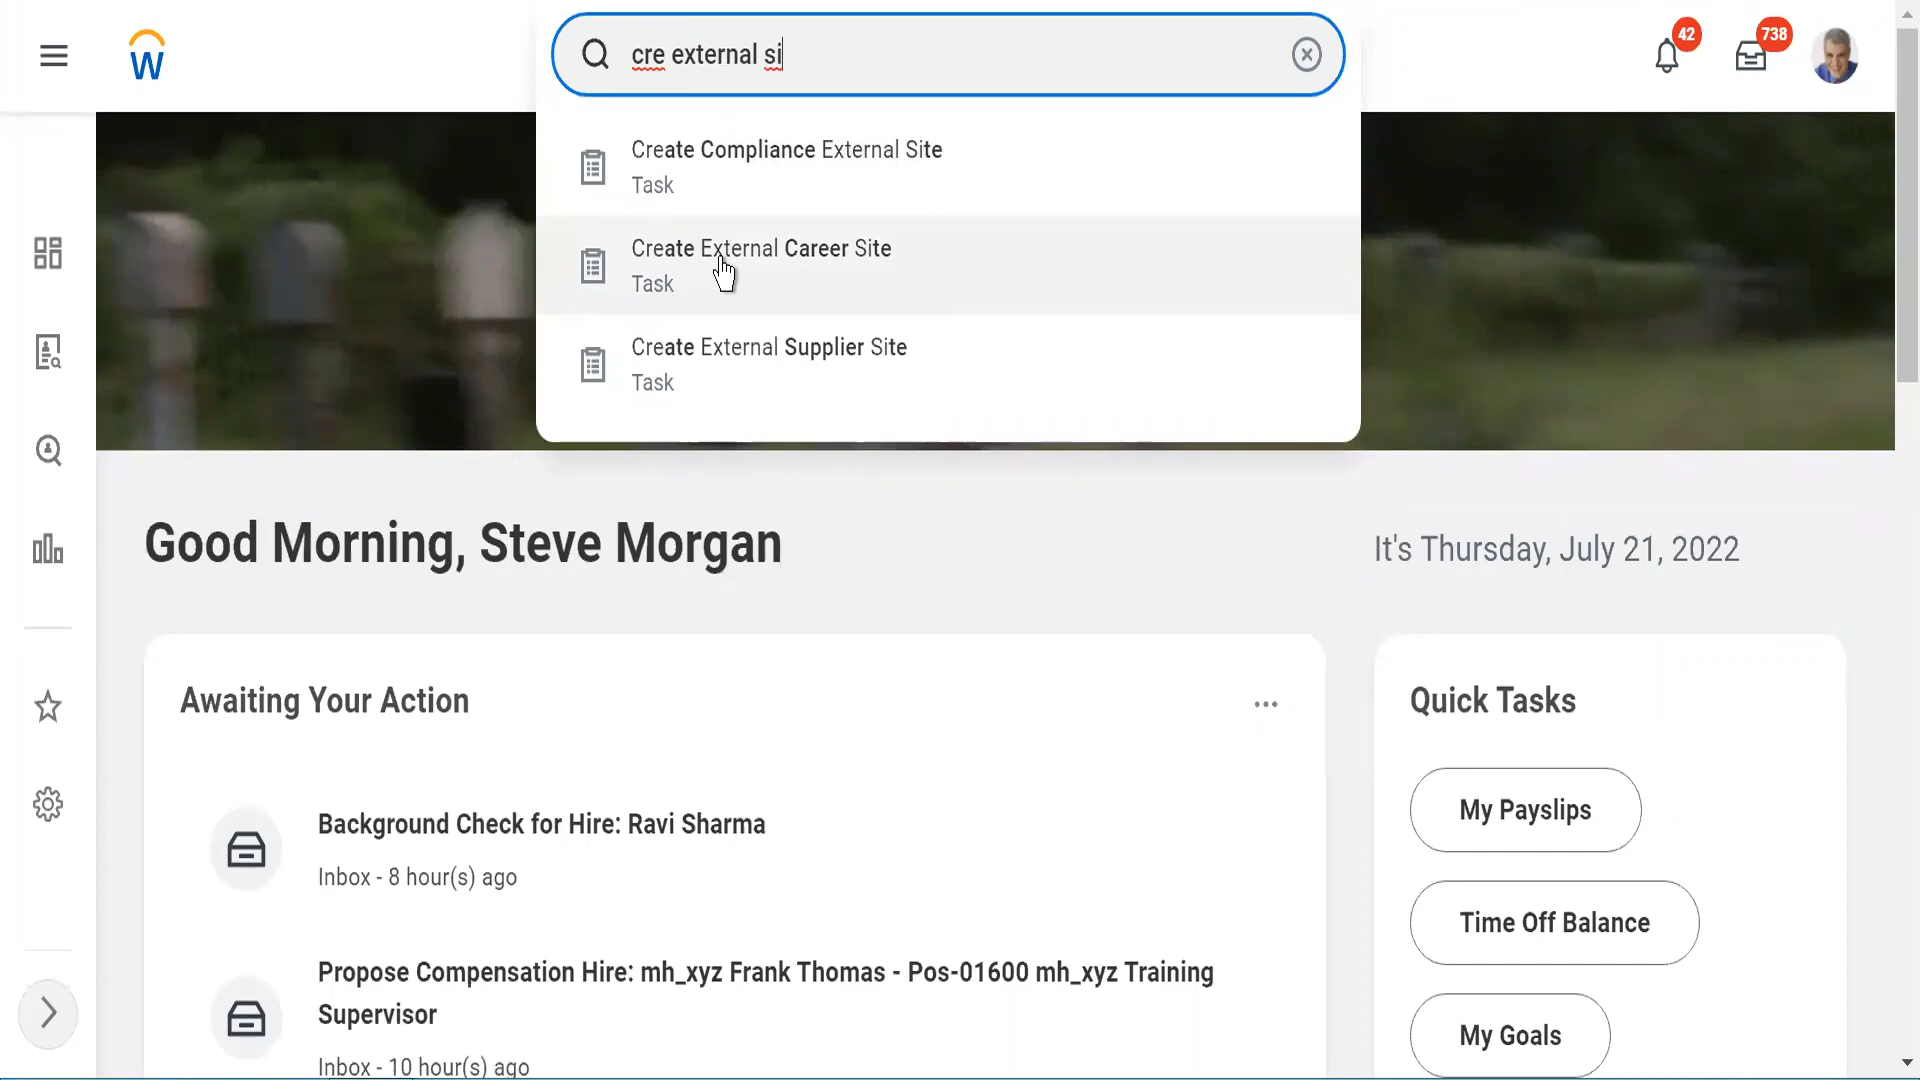 W
cre external si
42
738
Create Compliance External Site
Task
Create External Career Site
Task
Create External Supplier Site
Task
Good Morning, Steve Morgan
It's Thursday, July 21, 2022
Awaiting Your Action
Quick Tasks
Background Check for Hire: Ravi Sharma
Inbox - 8 hour(s) ago
Propose Compensation Hire: mh_xyz Frank Thomas - Pos-01600 mh_xyz Training
Supervisor
Inbox - 10 hour(s) ago
My Payslips
Time Off Balance
My Goals